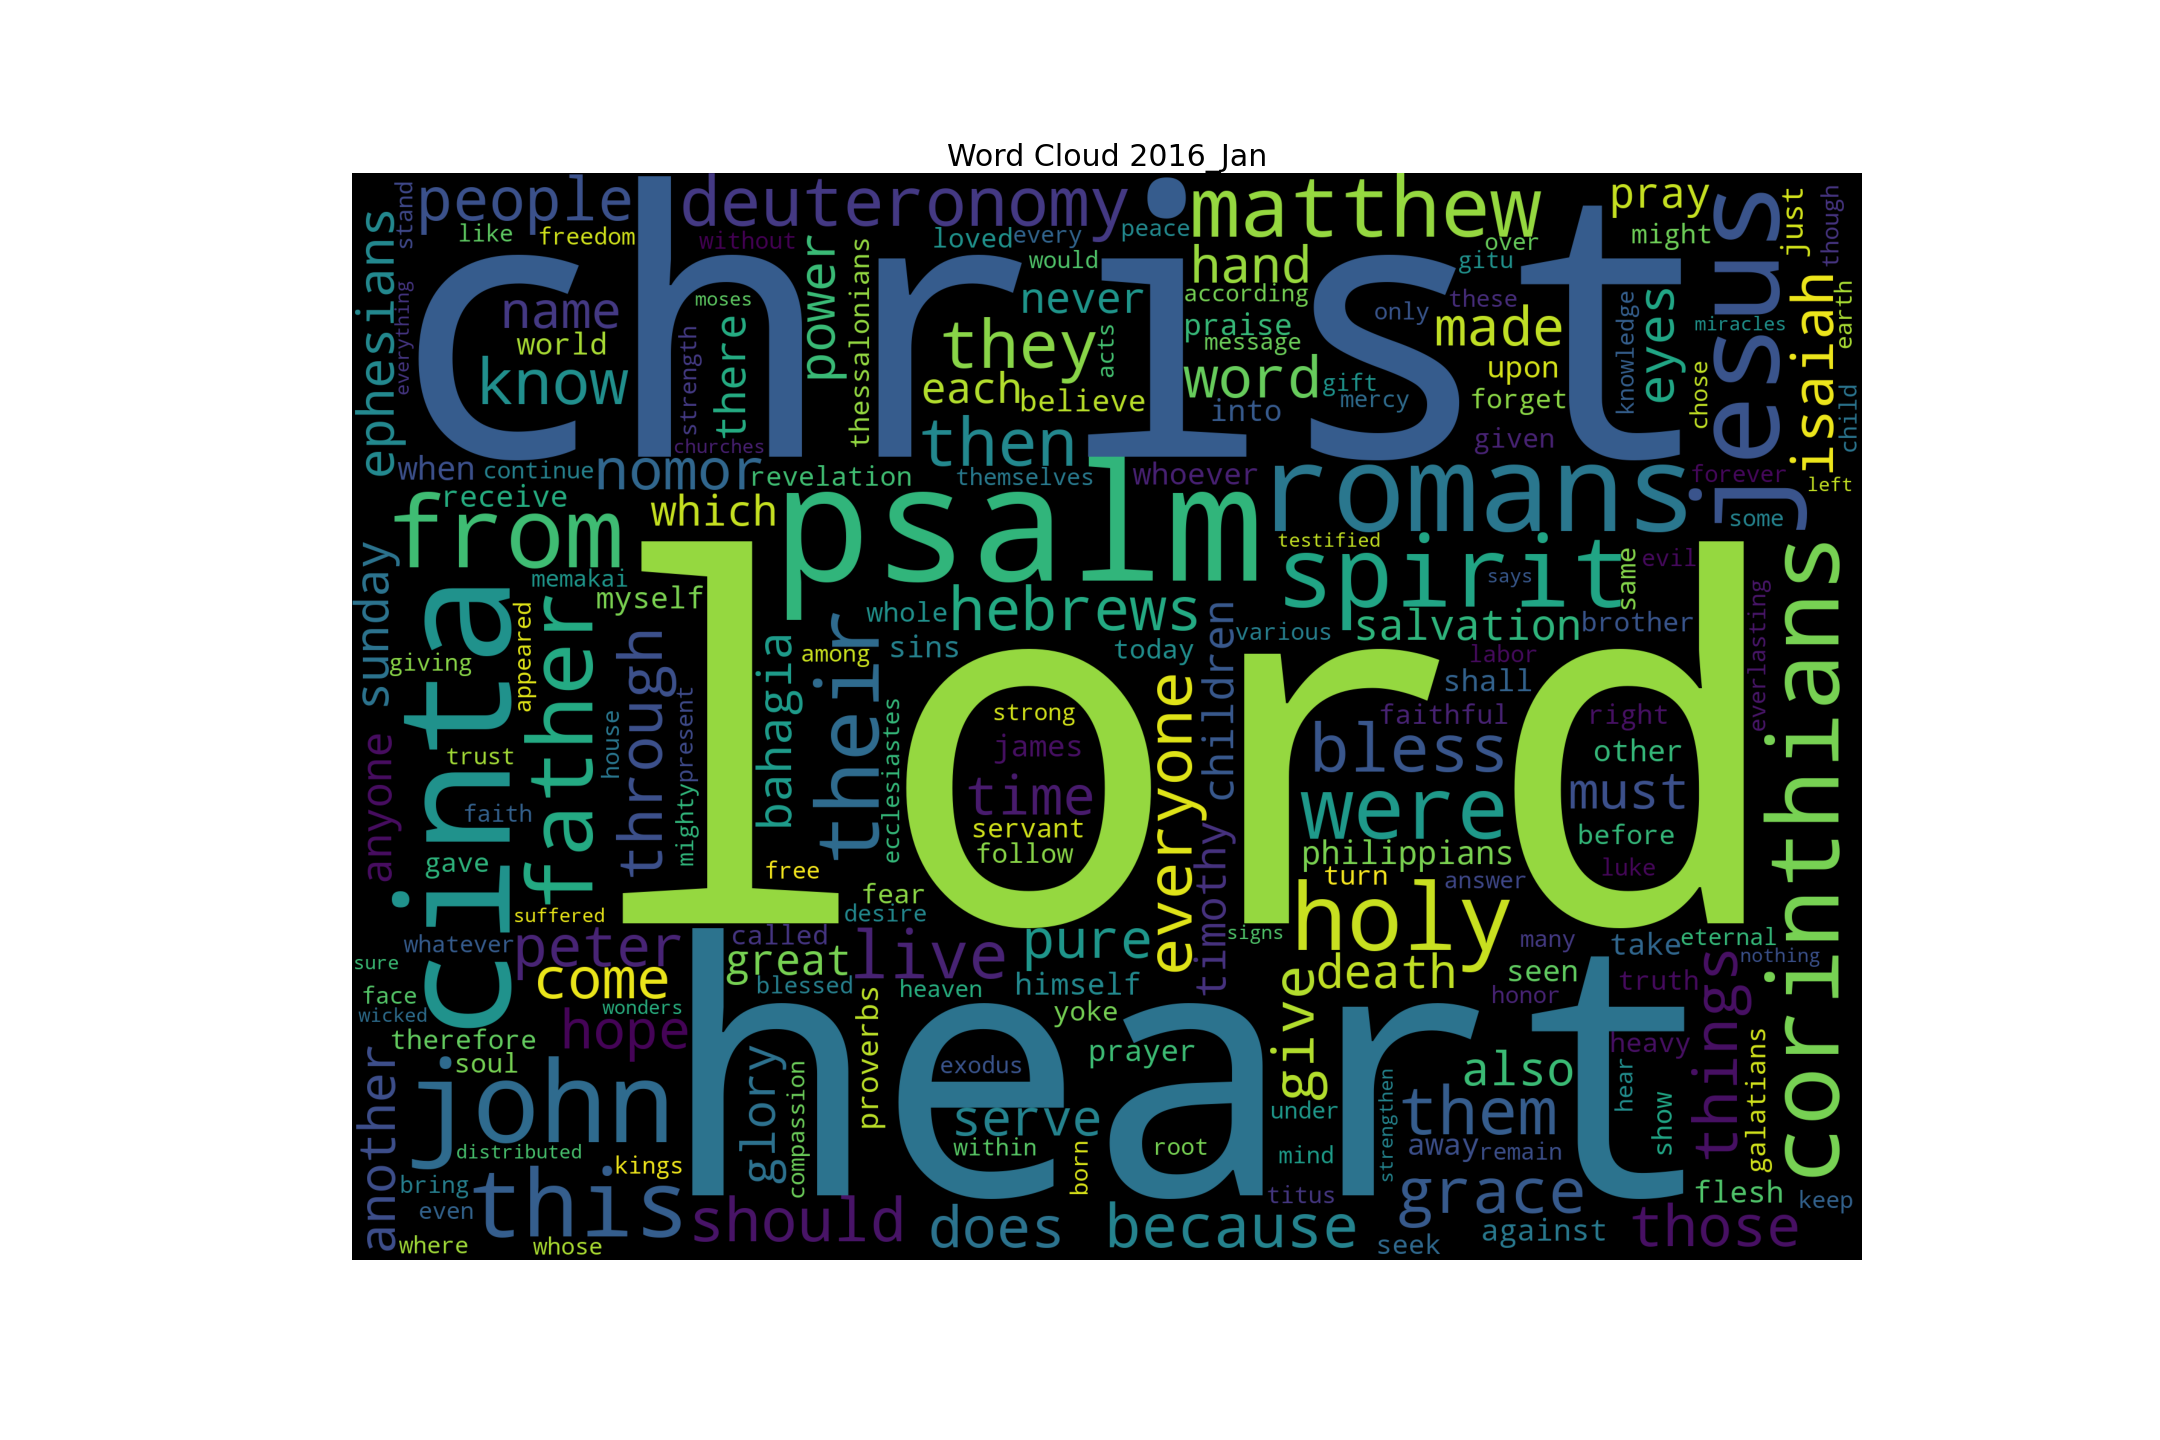 Word Cloud 2016_Jan
people
deuteronomy
matthew
pray
jesus
just
though
stand
ephesians
like
freedom
without
power
thessalonians
loved
every
peace
over
might
christ
would
hand
gitu
isaiah
earth
everything
name
moses
never
according
these
only
made
knowledge
eyes
miracles
world
strength
there
they
praise
message
acts
word
upon
chose
know
each
believe
gift
mercy
into
forget
child
churches
then
given
when
continue
nomor
revelation
themselves
whoever
romans
forever
left
receive
which
psalm
some
from
testified
sunday
memakai
myself
spirit
says
same
evil
cinta
father
appeared
through
hebrews
whole
salvation
brother
everlasting
corinthians
giving
bahagia
among
their
sins
today
children
various
labor
shall
lord
anyone
trust
house
mightypresent
ecclesiastes
strong
james
time
everyone
faithful
bless
right
other
must
faith
servant
follow
were
before
gave
free
philippians
luke
timothy
turn
answer
suffered
fear
desire
holy
whatever
peter
called
live
pure
signs
many
take
eternal
nothing
sure
come
great
blessed
heaven
himself
death
seen
truth
things
face
wicked
wonders
proverbs
yoke
give
honor
therefore
hope
heart
prayer
heavy
another
soul
glory
compassion
exodus
also
hear
galatians
john
serve
under
strengthen
them
show
distributed
within
root
mind
away
remain
kings
born
bring
this
titus
grace
flesh
keep
even
should
does
because
against
those
where
whose
seek